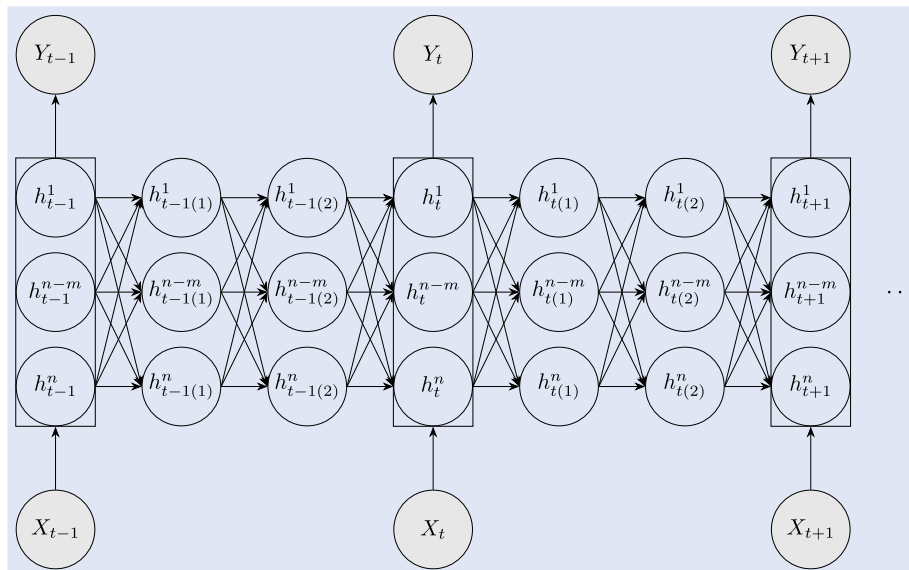 Y_{t-1} Y_t Y_{t+1}
h^1_{t-1} h^1_{t-1(1)} h^1_{t-1(2)} h^1_t h^1_{t(1)} h^1_{t(2)} h^1_{t+1}
h^{n-m}_{t-1} h^{n-m}_{t-1(1)} h^{n-m}_{t-1(2)} h^{n-m}_t h^{n-m}_{t(1)} h^{n-m}_{t(2)} h^{n-m}_{t+1} ..
h^n_{t-1} h^n_{t-1(1)} h^n_{t-1(2)} h^n_t h^n_{t(1)} h^n_{t(2)} h^n_{t+1}
X_{t-1} X_t X_{t+1}